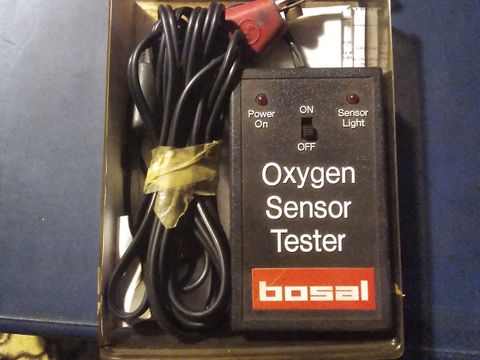 ON
Power On
Sensor Light
OFF
Oxygen
Sensor
Tester
bosal